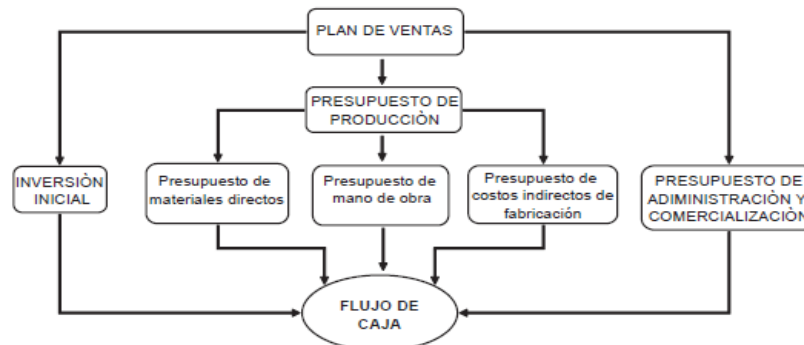 PLAN DE VENTAS
PRESUPUESTO DE
PRODUCCIÒN
INVERSIÒN
INICIAL
Presupuesto de
materiales directos
Presupuesto de
mano de obra
Presupuesto de
costos indirectos de
fabricación
PRESUPUESTO DE
ADIMINISTRACIÒN Y
COMERCIALIZACIÒN
FLUJO DE
CAJA